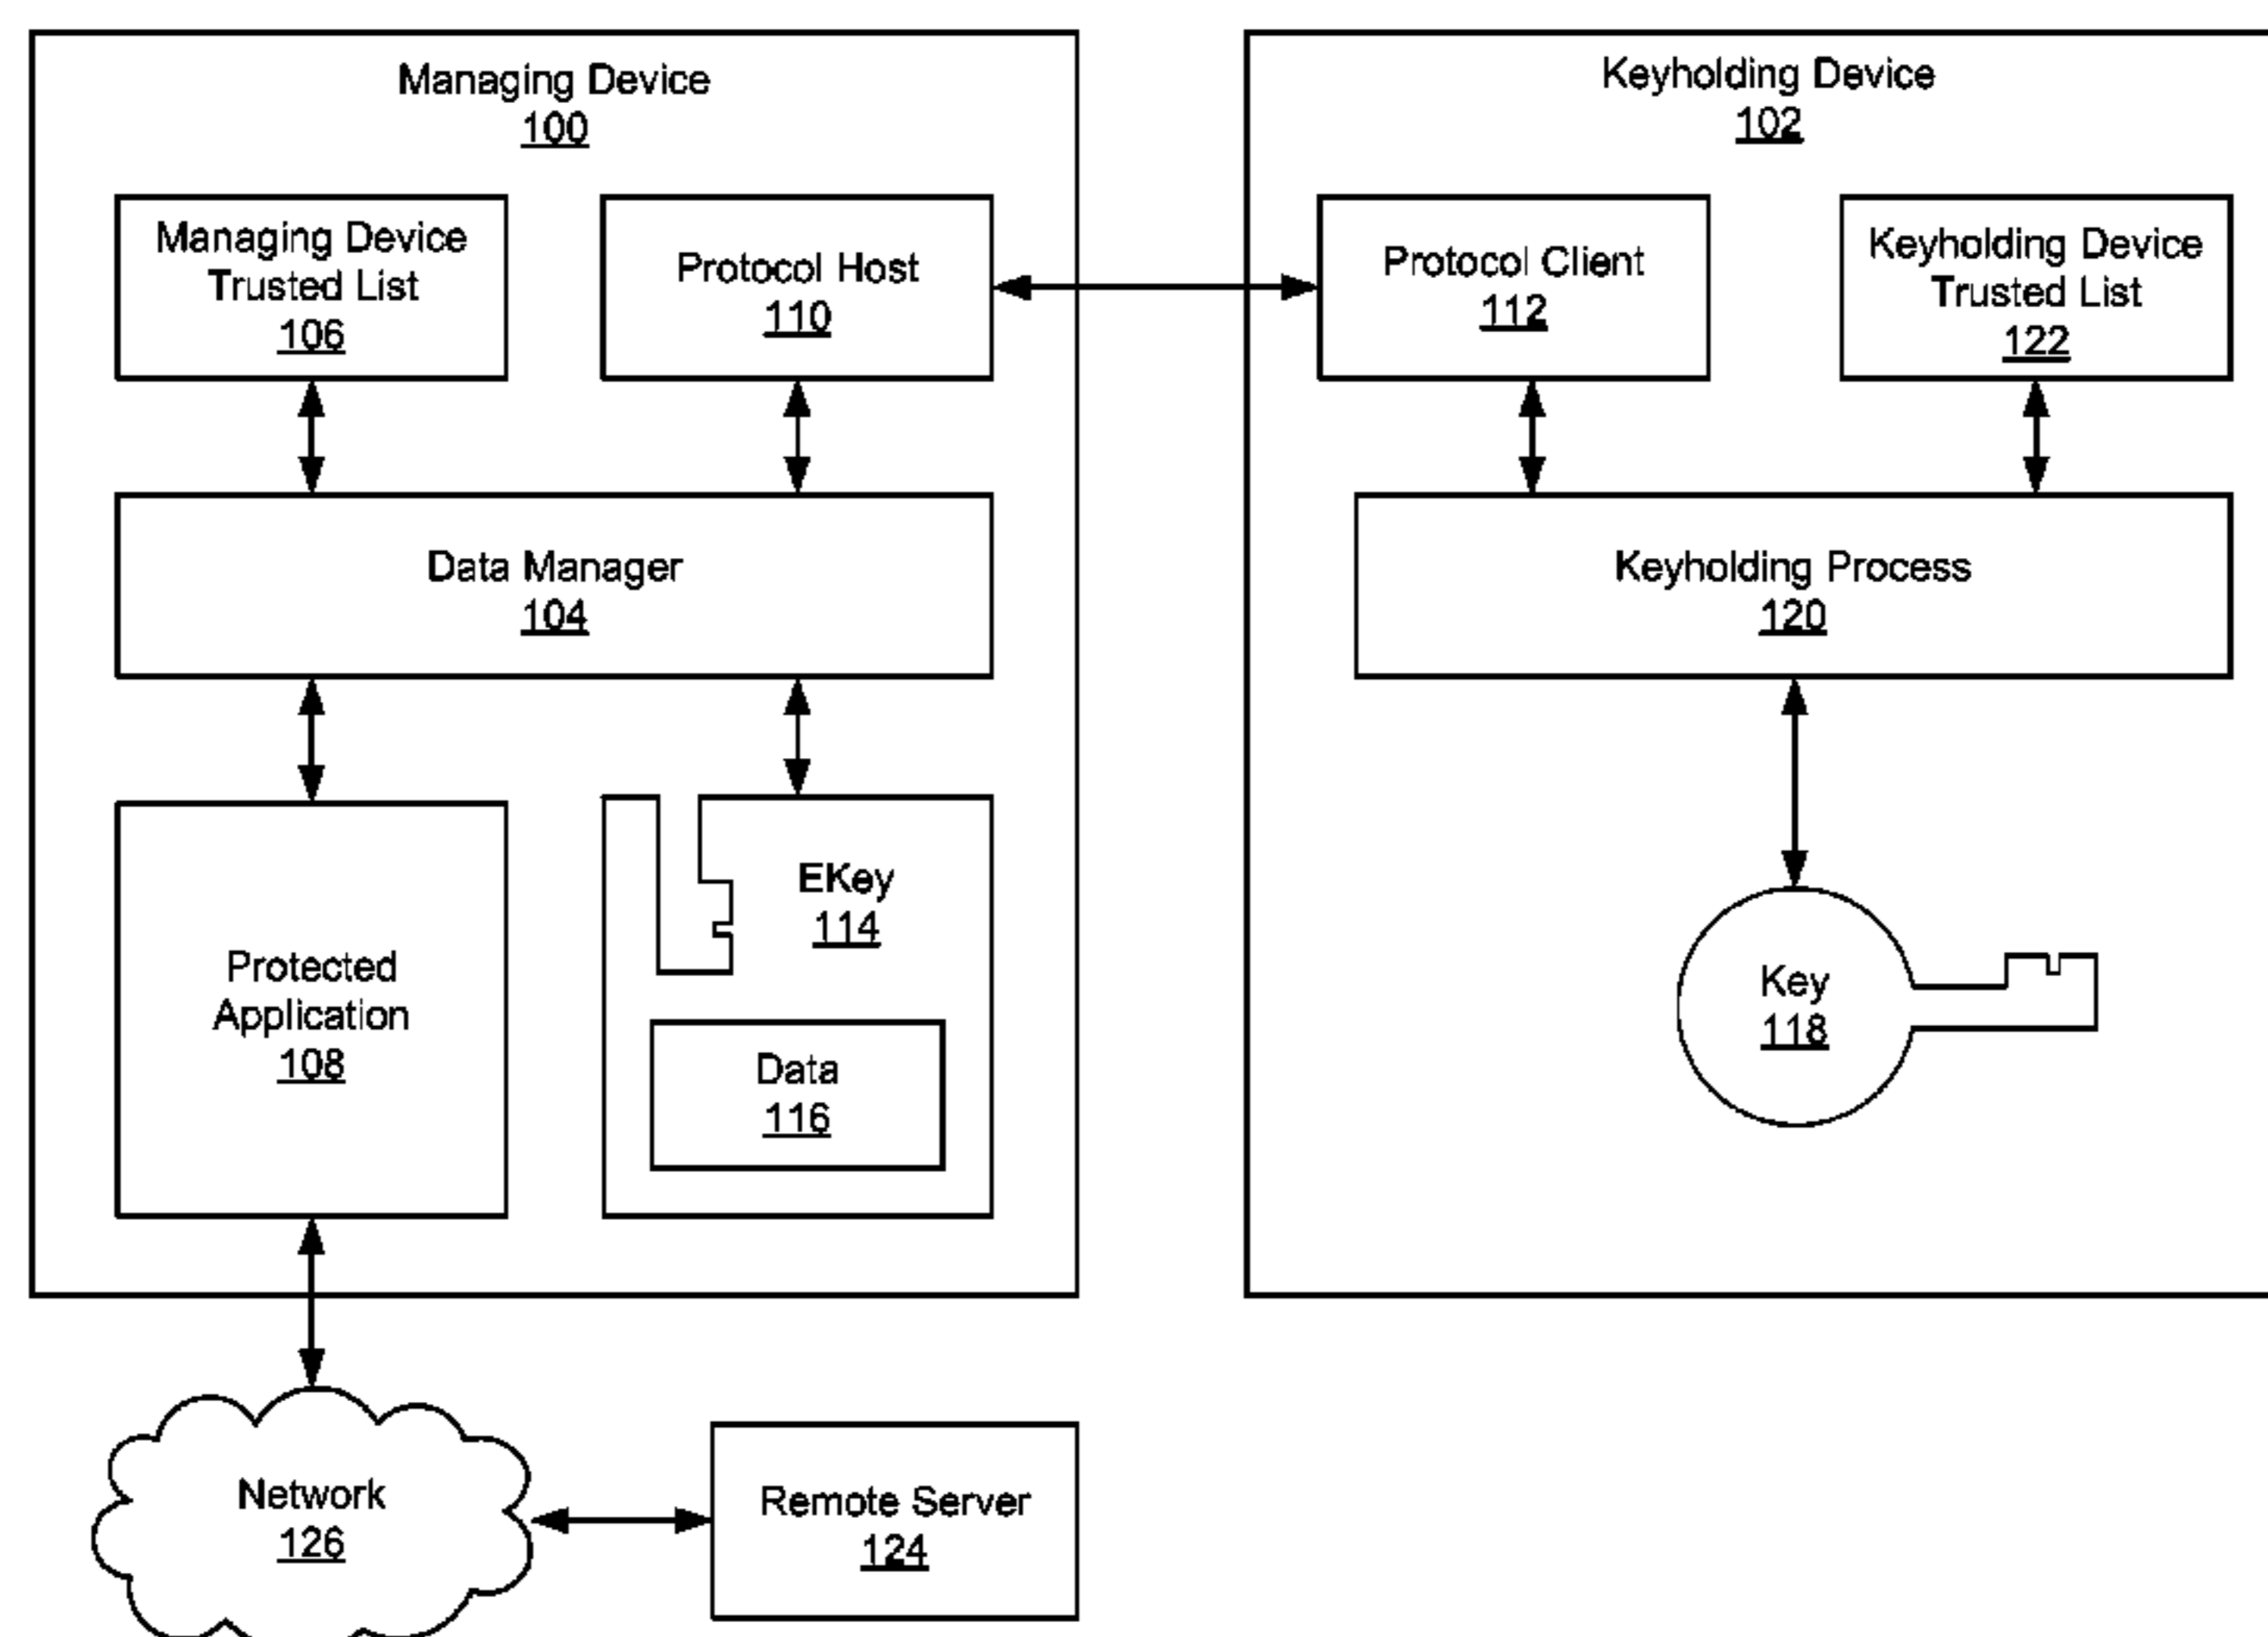 Managing Device
100
Managing Device
Trusted List
106
Protocol Host
110
Data Manager
104
Protected
Application
108
EKey
114
Data
116
Keyholding Device
102
Protocol Client
112
Keyholding Device
Trusted List
122
Keyholding Process
120
Key
118
Network
126
Remote Server
124